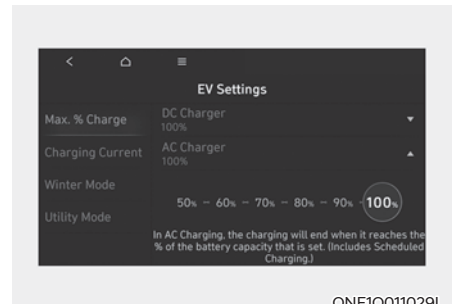 EV Settings
Max. % Charge
Charging Current
Winter Mode
Utility Mode
DC Charger
100%
AC Charger
100%
50% 60% 70% 80% 90% 100%
In AC Charging, the charging will end when it reaches the
% of the battery capacity that is set. (Includes Scheduled
Charging.)